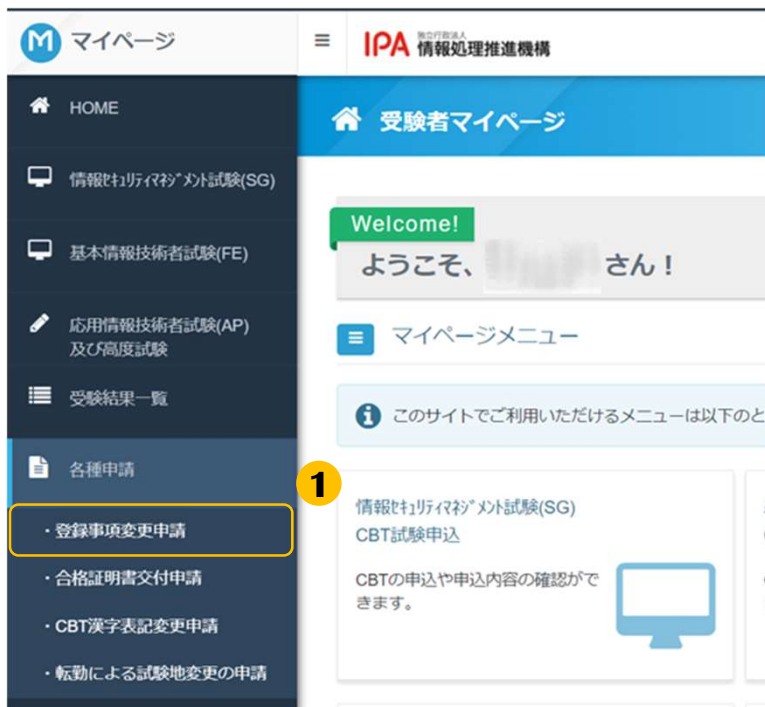 M マイページ
≡ IPA 独立行政法人
情報処理推進機構
HOME
受験者マイページ
情報ｾｷｭﾘﾃｨﾏﾈｼﾞﾒﾝﾄ試験(SG)
基本情報技術者試験(FE)
応用情報技術者試験(AP)
及び高度試験
受験結果一覧
各種申請
・登録事項変更申請
・合格証明書交付申請
・CBT漢字表記変更申請
・転勤による試験地変更の申請
Welcome!
ようこそ、 さん！
マイページメニュー
このサイトでご利用いただけるメニューは以下のと
1
情報ｾｷｭﾘﾃｨﾏﾈｼﾞﾒﾝﾄ試験(SG)
CBT試験申込
CBTの申込や申込内容の確認がで
きます。